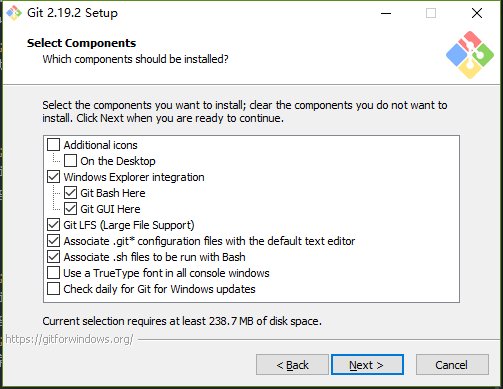 Git 2.19.2 Setup
Select Components
Which components should be installed?
Select the components you want to install; clear the components you do not want to
install. Click Next when you are ready to continue.
Additional icons
On the Desktop
Windows Explorer integration
Git Bash Here
Git GUI Here
Git LFS (Large File Support)
Associate .git* configuration files with the default text editor
Associate .sh files to be run with Bash
Use a TrueType font in all console windows
Check daily for Git for Windows updates
Current selection requires at least 238.7 MB of disk space.
https://gitforwindows.org/
< Back
Next >
Cancel